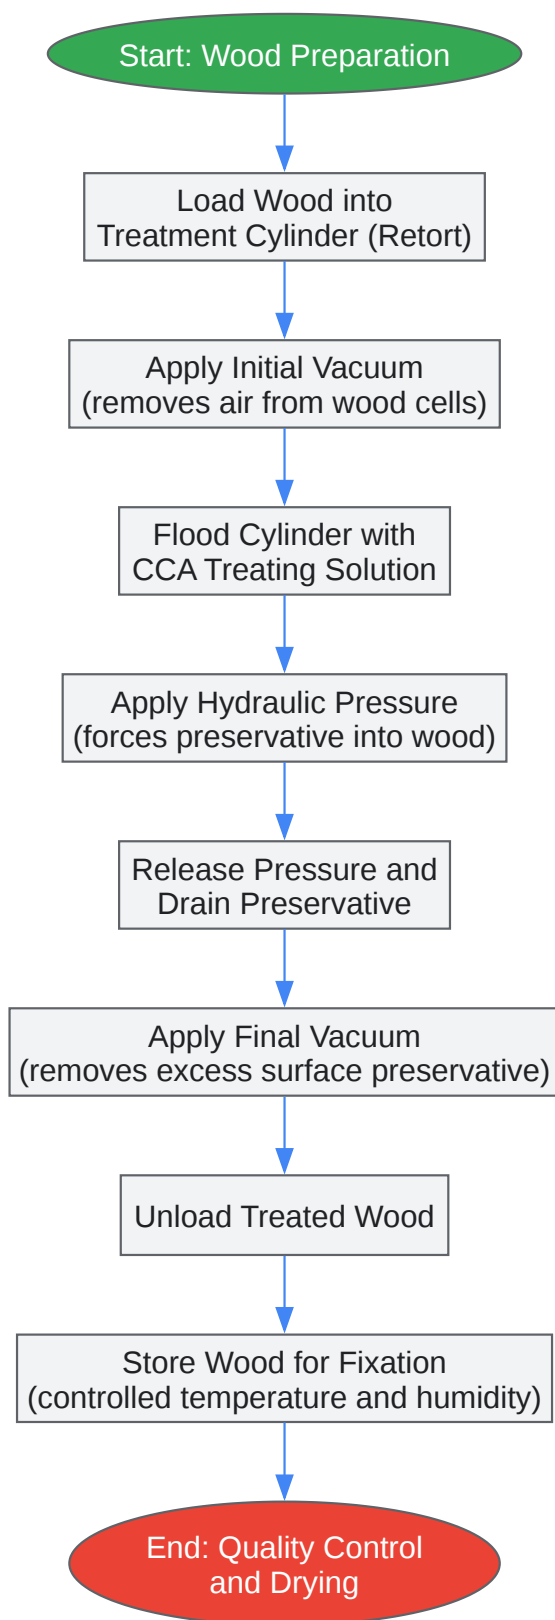 Start: Wood Preparation
Load Wood into
Treatment Cylinder (Retort)
Apply Initial Vacuum
(removes air from wood cells)
Flood Cylinder with
CCA Treating Solution
Apply Hydraulic Pressure
(forces preservative into wood)
Release Pressure and
Drain Preservative
Apply Final Vacuum
(removes excess surface preservative)
Unload Treated Wood
Store Wood for Fixation
(controlled temperature and humidity)
End: Quality Control
and Drying